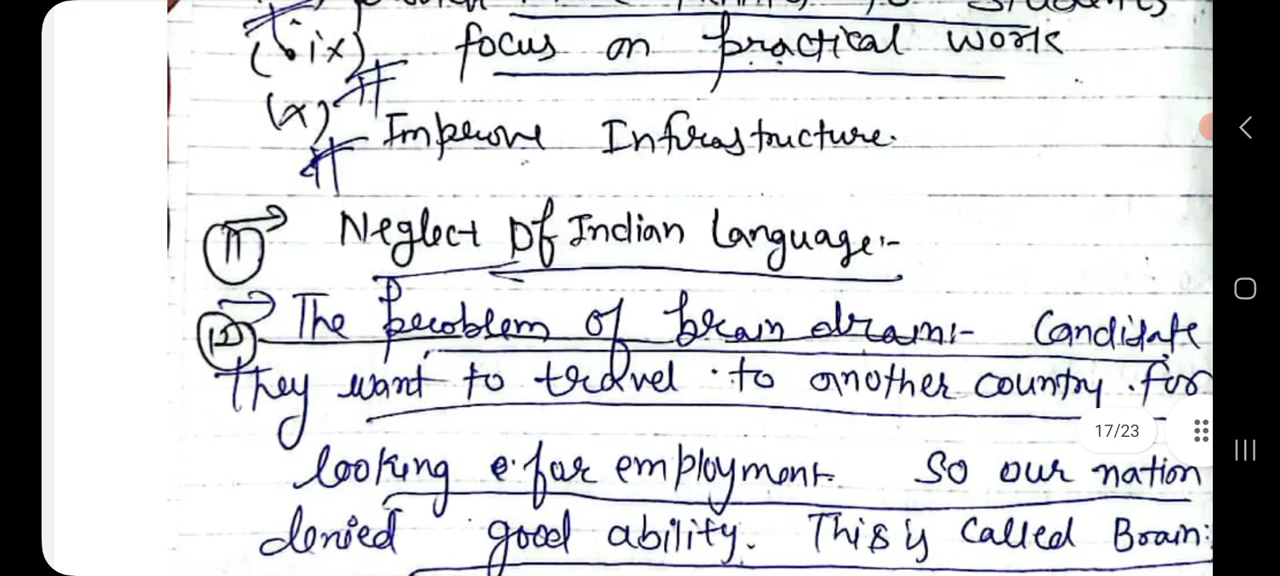 students
(ix) focus on practical work
(x) Improve Infrastructure.
11 → Neglect Of Indian language:-
12 → The problem of brain drain:- Candidate
They want to travel to another country for
17/23
looking e for employment. So our nation
denied good ability. This is called Brain: